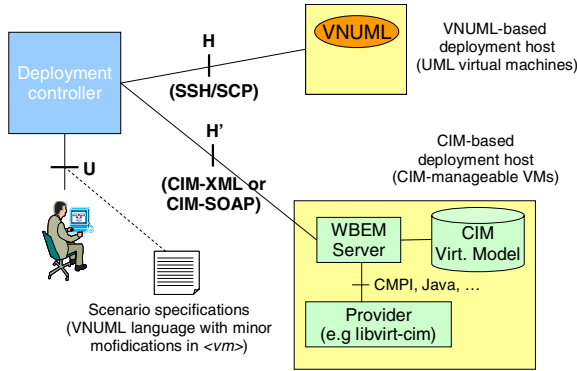 Deployment
controller
H
(SSH/SCP)
VNUML
VNUML-based
deployment host
(UML virtual machines)
U
H’
(CIM-XML or
CIM-SOAP)
CIM-based
deployment host
(CIM-manageable VMs)
WBEM
Server
CIM
Virt. Model
CMPI, Java, …
Provider
(e.g libvirt-cim)
Scenario specifications
(VNUML language with minor
mofidications in <vm>)